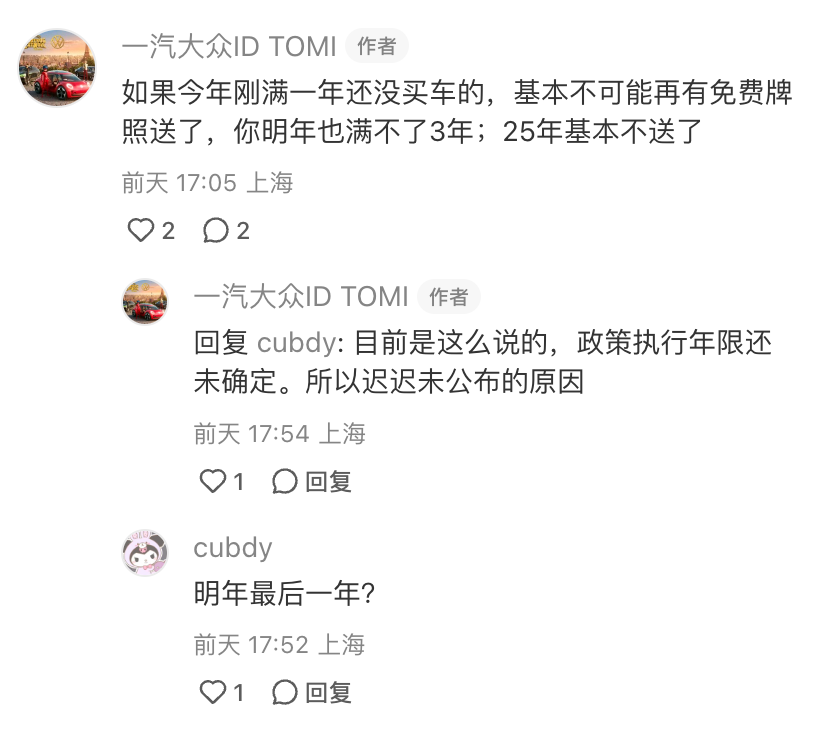 一汽大众ID TOMI 作者
如果今年刚满一年还没买车的，基本不可能再有免费牌
照送了，你明年也满不了3年；25年基本不送了
前天 17:05 上海
2 2
一汽大众ID TOMI 作者
回复 cubdy: 目前是这么说的，政策执行年限还
未确定。所以迟迟未公布的原因
前天 17:54 上海
1 回复
cubdy
明年最后一年?
前天 17:52 上海
1 回复